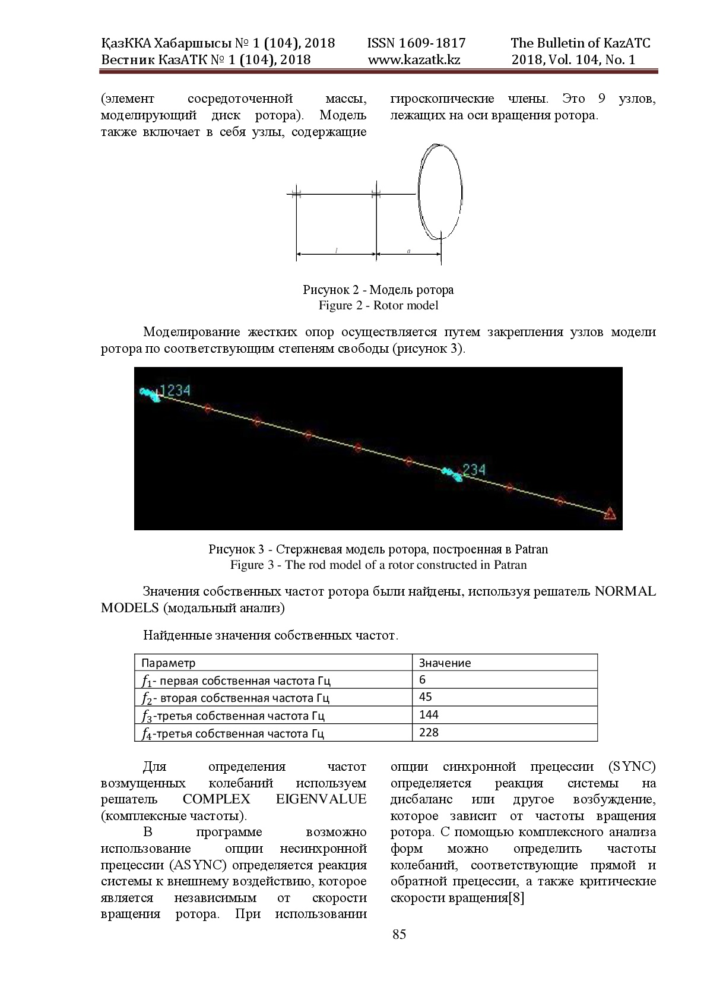 ҚазККА Хабаршысы № 1 (104), 2018 ISSN 1609-1817 The Bulletin of KazATC
Вестник КазАТК № 1 (104), 2018 www.kazatk.kz 2018, Vol. 104, No. 1
(элемент сосредоточенной массы,
моделирующий диск ротора). Модель
также включает в себя узлы, содержащие
гироскопические члены. Это 9 узлов,
лежащих на оси вращения ротора.
l a
Рисунок 2 - Модель ротора
Figure 2 - Rotor model
Моделирование жестких опор осуществляется путем закрепления узлов модели
ротора по соответствующим степеням свободы (рисунок 3).
1234
234
Рисунок 3 - Стержневая модель ротора, построенная в Patran
Figure 3 - The rod model of a rotor constructed in Patran
Значения собственных частот ротора были найдены, используя решатель NORMAL
MODELS (модальный анализ)
Найденные значения собственных частот.
Параметр Значение
f₁- первая собственная частота Гц 6
f₂- вторая собственная частота Гц 45
f₃-третья собственная частота Гц 144
f₄-третья собственная частота Гц 228
Для определения частот
возмущенных колебаний используем
решатель COMPLEX EIGENVALUE
(комплексные частоты).
В программе возможно
использование опции несинхронной
прецессии (ASYNC) определяется реакция
системы к внешнему воздействию, которое
является независимым от скорости
вращения ротора. При использовании
опции синхронной прецессии (SYNC)
определяется реакция системы на
дисбаланс или другое возбуждение,
которое зависит от частоты вращения
ротора. С помощью комплексного анализа
форм можно определить частоты
колебаний, соответствующие прямой и
обратной прецессии, а также критические
скорости вращения[8]
85